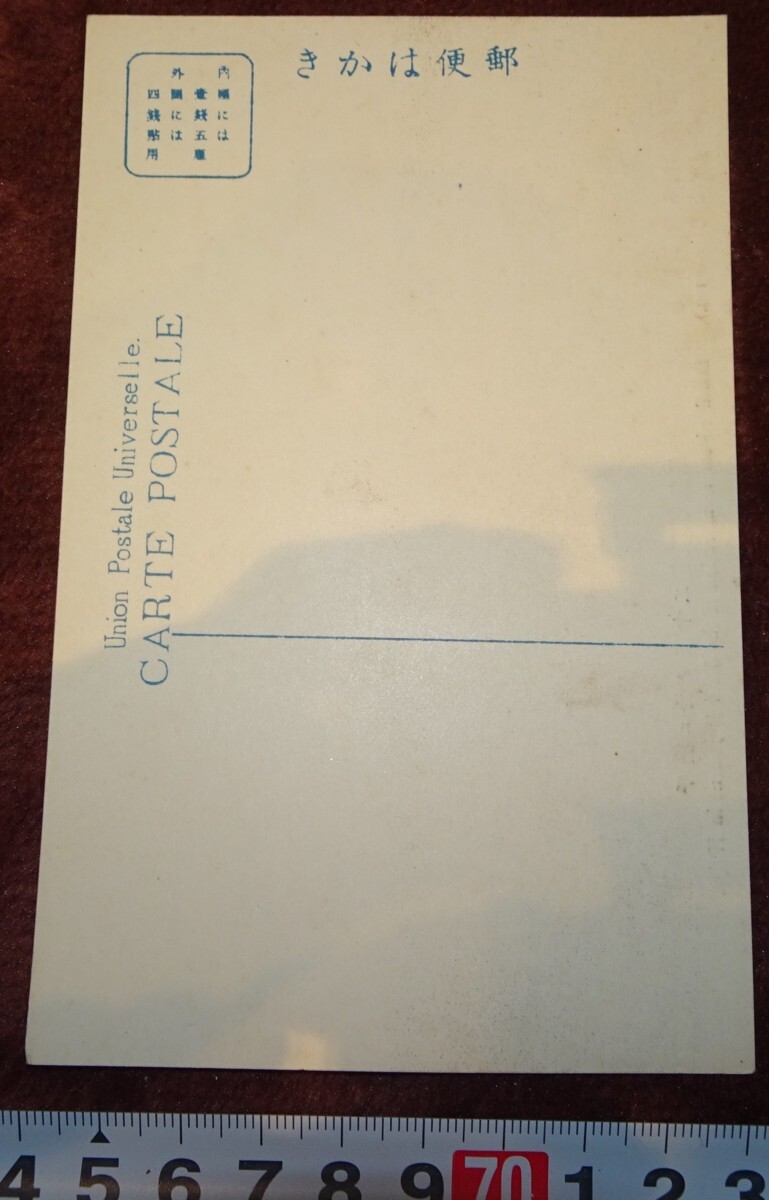 きかは便郵
内國には
壹錢五厘
外國には
四錢貼用
Union Postale Universelle.
CARTE POSTALE
4 5 6 7 8 9 70 1 2 3